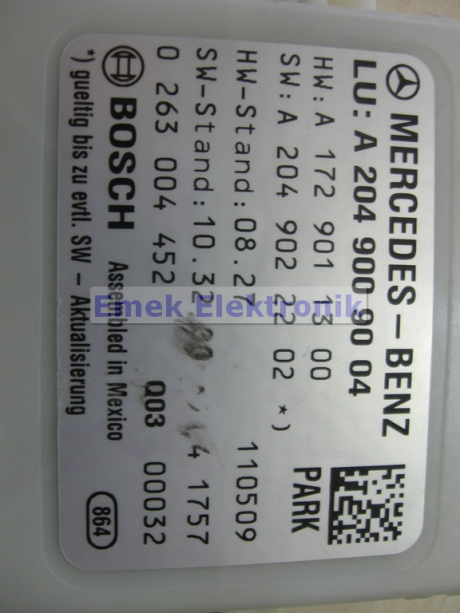 MERCEDES-BENZ
LU: A 204 900 90 04
HW: A 172 901 13 00
SW: A 204 902 22 02 *)
PARK
HW-Stand: 08.27 110509
SW-Stand: 10.32 4 1757
0 263 004 452 Q03 00032
BOSCH Assembled in Mexico
*) gueltig bis zu evtl. SW - Aktualisierung
864
Emek Elektronik